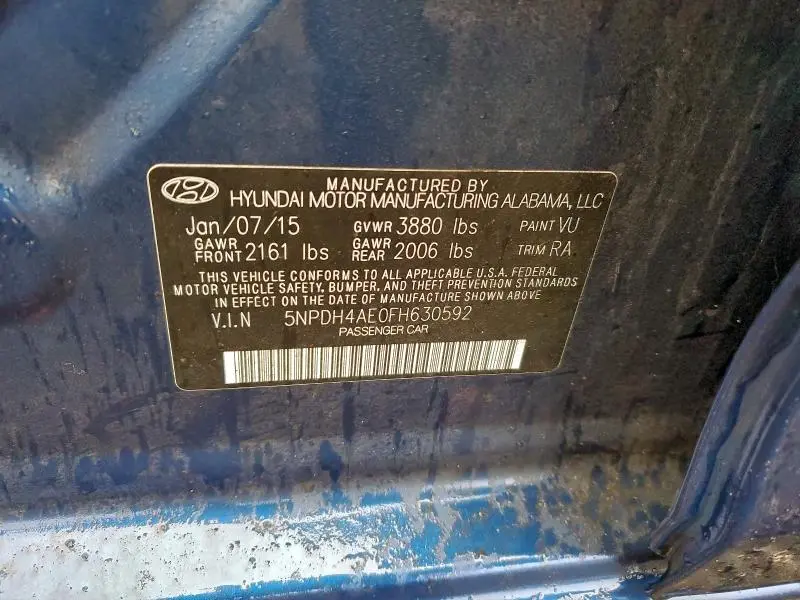 MANUFACTURED BY
HYUNDAI MOTOR MANUFACTURING ALABAMA, LLC
Jan/07/15 GVWR 3880 lbs PAINT VU
GAWR FRONT 2161 lbs GAWR REAR 2006 lbs TRIM RA
THIS VEHICLE CONFORMS TO ALL APPLICABLE U.S.A. FEDERAL
MOTOR VEHICLE SAFETY, BUMPER, AND THEFT PREVENTION STANDARDS
IN EFFECT ON THE DATE OF MANUFACTURE SHOWN ABOVE
V.I.N 5NPDH4AE0FH630592
PASSENGER CAR